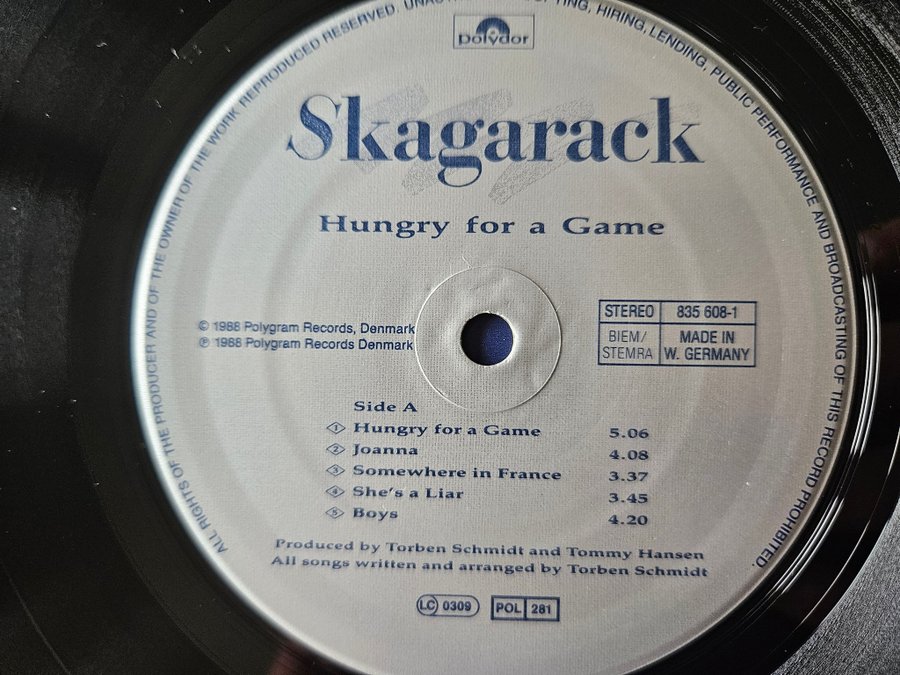 polydor
Skagarack
Hungry for a Game
© 1988 Polygram Records, Denmark
℗ 1988 Polygram Records Denmark
STEREO 835 608-1
BIEM/ STEMRA MADE IN W. GERMANY
Side A
1 Hungry for a Game 5.06
2 Joanna 4.08
3 Somewhere in France 3.37
4 She's a Liar 3.45
5 Boys 4.20
Produced by Torben Schmidt and Tommy Hansen
All songs written and arranged by Torben Schmidt
LC 0309 POL 281
ALL RIGHTS OF THE PRODUCER AND OF THE OWNER OF THE WORK REPRODUCED RESERVED. HIRING, LENDING, PUBLIC PERFORMANCE AND BROADCASTING OF THIS RECORD PROHIBITED.